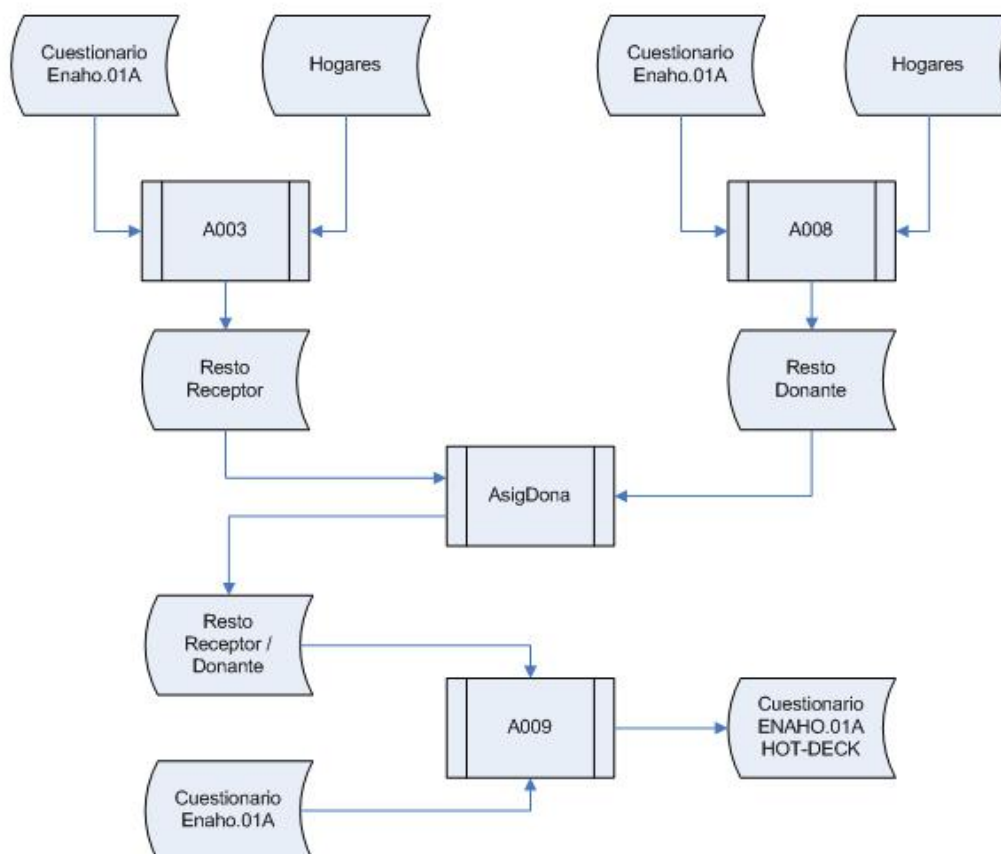 Cuestionario
Enaho.01A
Hogares
Cuestionario
Enaho.01A
Hogares
A003
A008
Resto
Receptor
Resto
Donante
AsigDona
Resto
Receptor /
Donante
A009
Cuestionario
ENAHO.01A
HOT-DECK
Cuestionario
Enaho.01A